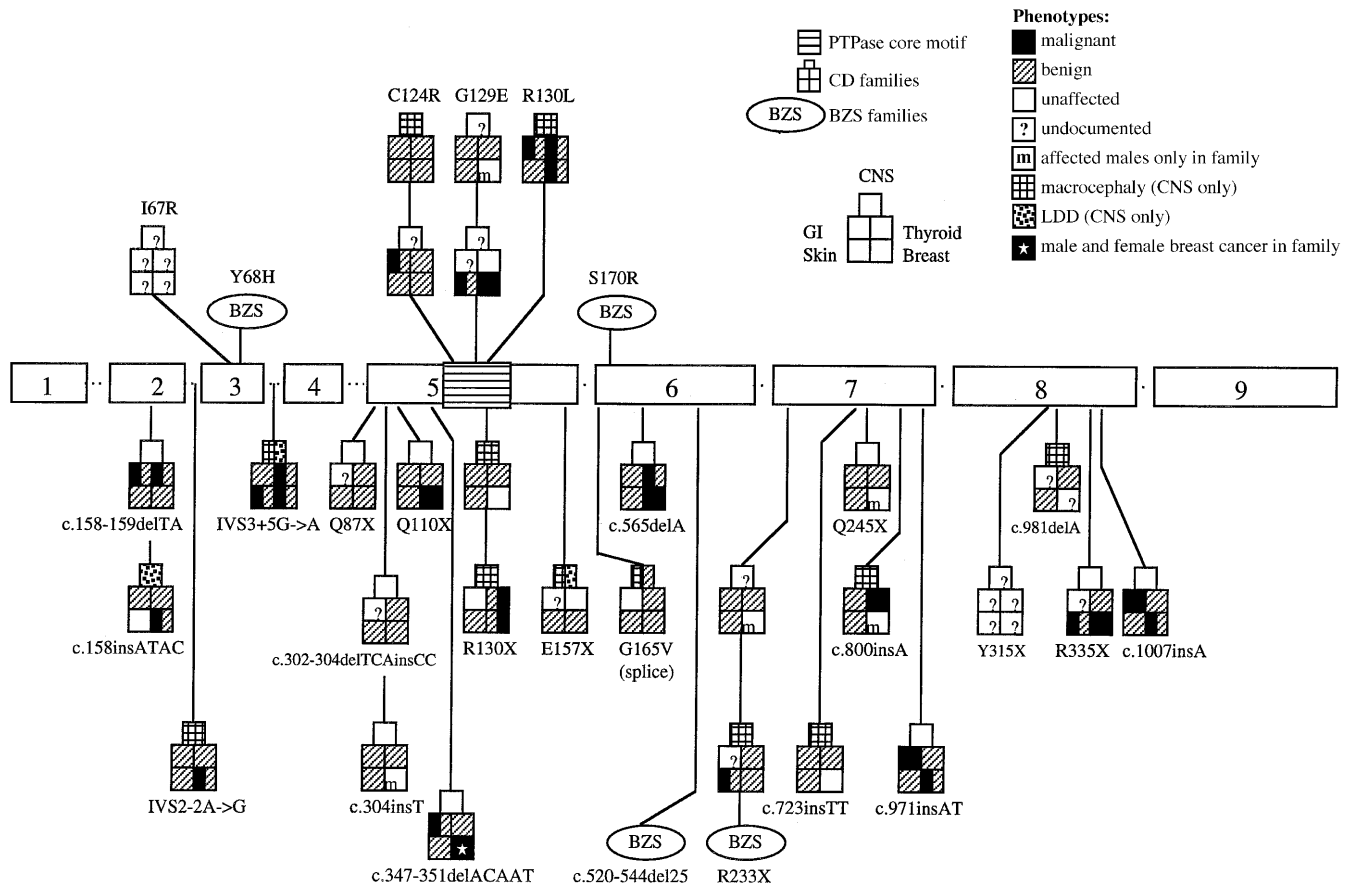 Phenotypes:
PTPase core motif
malignant
CD families
benign
BZS
BZS families
unaffected
? undocumented
m affected males only in family
macrocephaly (CNS only)
LDD (CNS only)
★ male and female breast cancer in family
CNS
GI Thyroid
Skin Breast
C124R G129E R130L
?
m
I67R
?
? ?
? ?
?
?
?
Y68H
BZS
S170R
BZS
1 2 3 4 5 6 7 8 9
?
m
?
?
c.158-159delTA IVS3+5G->A Q87X Q110X c.565delA Q245X c.981delA
?
?
?
m
?
? ?
? ?
?
m
c.158insATAC c.302-304delTCAinsCC R130X E157X G165V c.800insA Y315X R335X c.1007insA
(splice)
m
?
IVS2-2A->G c.304insT c.723insTT c.971insAT
★
BZS BZS
c.347-351delACAAT c.520-544del25 R233X